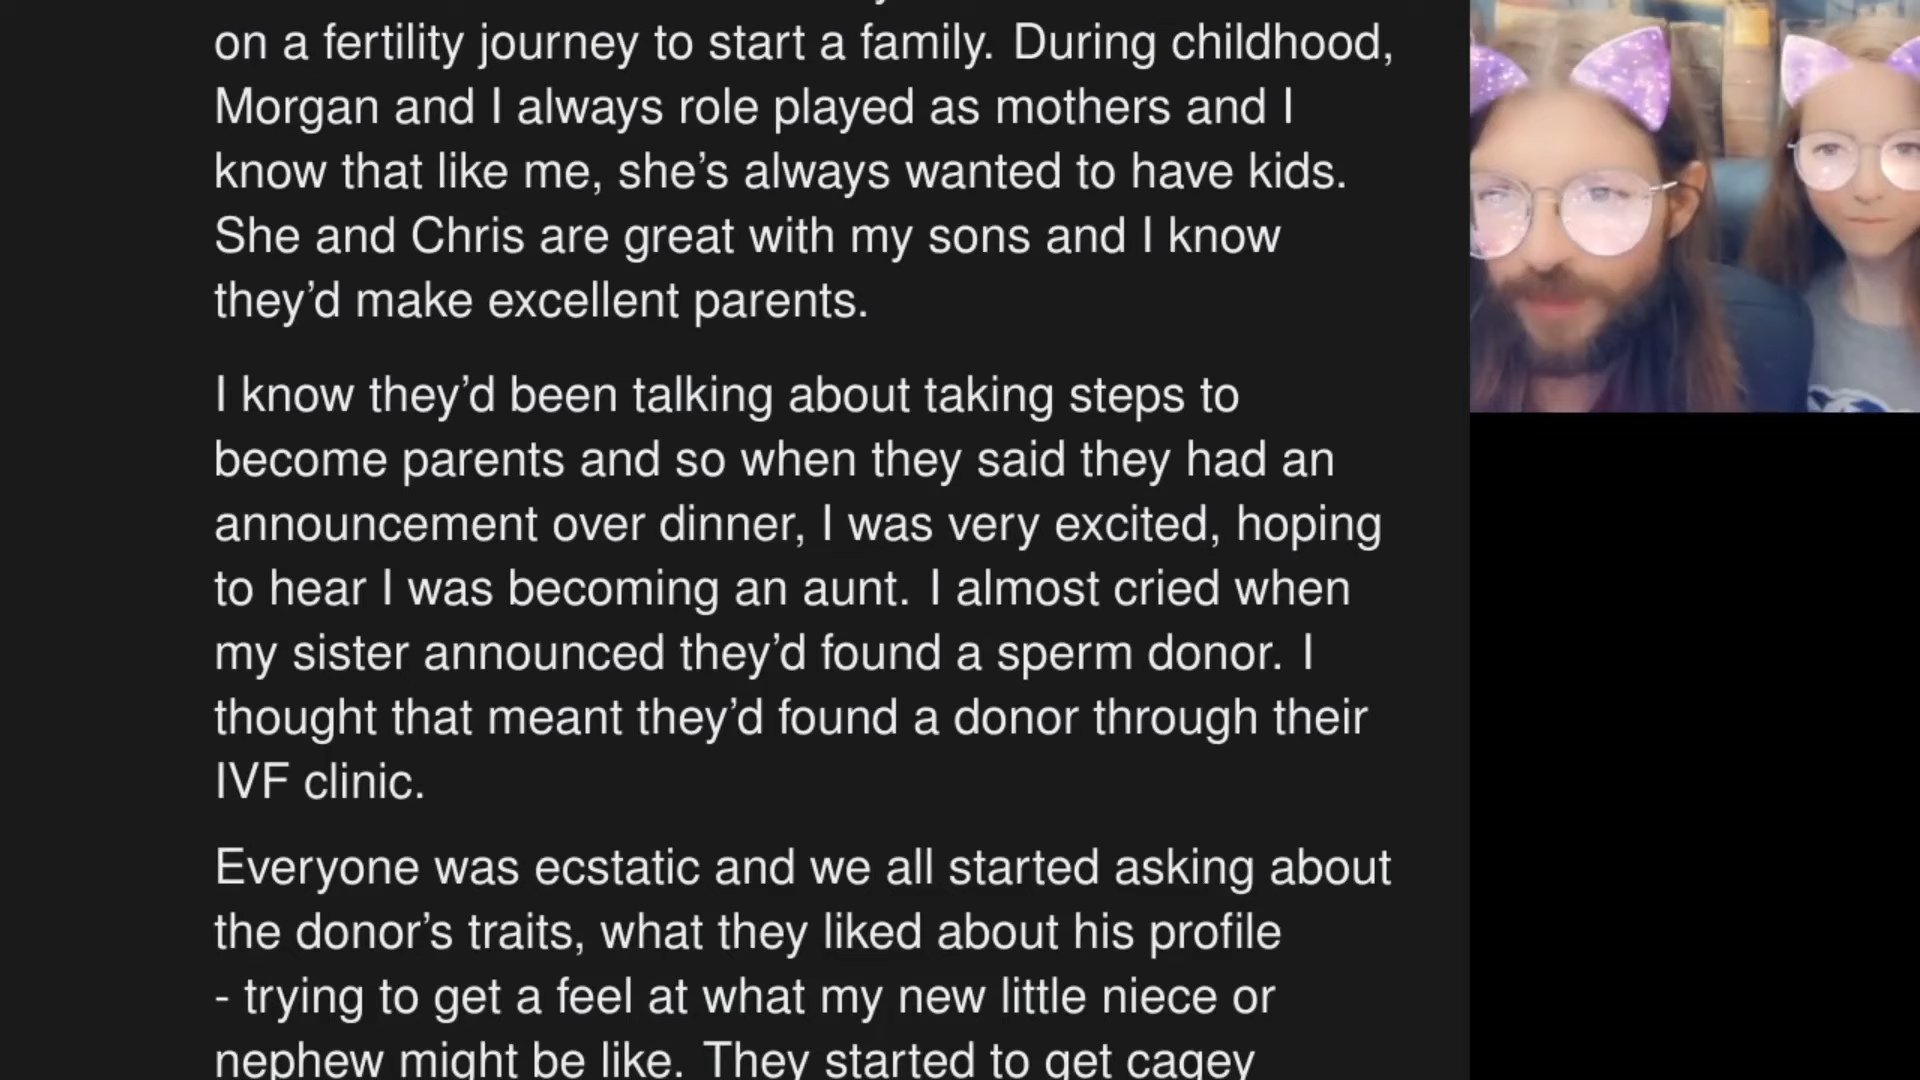 on a fertility journey to start a family. During childhood,
Morgan and I always role played as mothers and I
know that like me, she’s always wanted to have kids.
She and Chris are great with my sons and I know
they’d make excellent parents.
I know they’d been talking about taking steps to
become parents and so when they said they had an
announcement over dinner, I was very excited, hoping
to hear I was becoming an aunt. I almost cried when
my sister announced they’d found a sperm donor. I
thought that meant they’d found a donor through their
IVF clinic.
Everyone was ecstatic and we all started asking about
the donor’s traits, what they liked about his profile
- trying to get a feel at what my new little niece or
nephew might be like. They started to get cagey